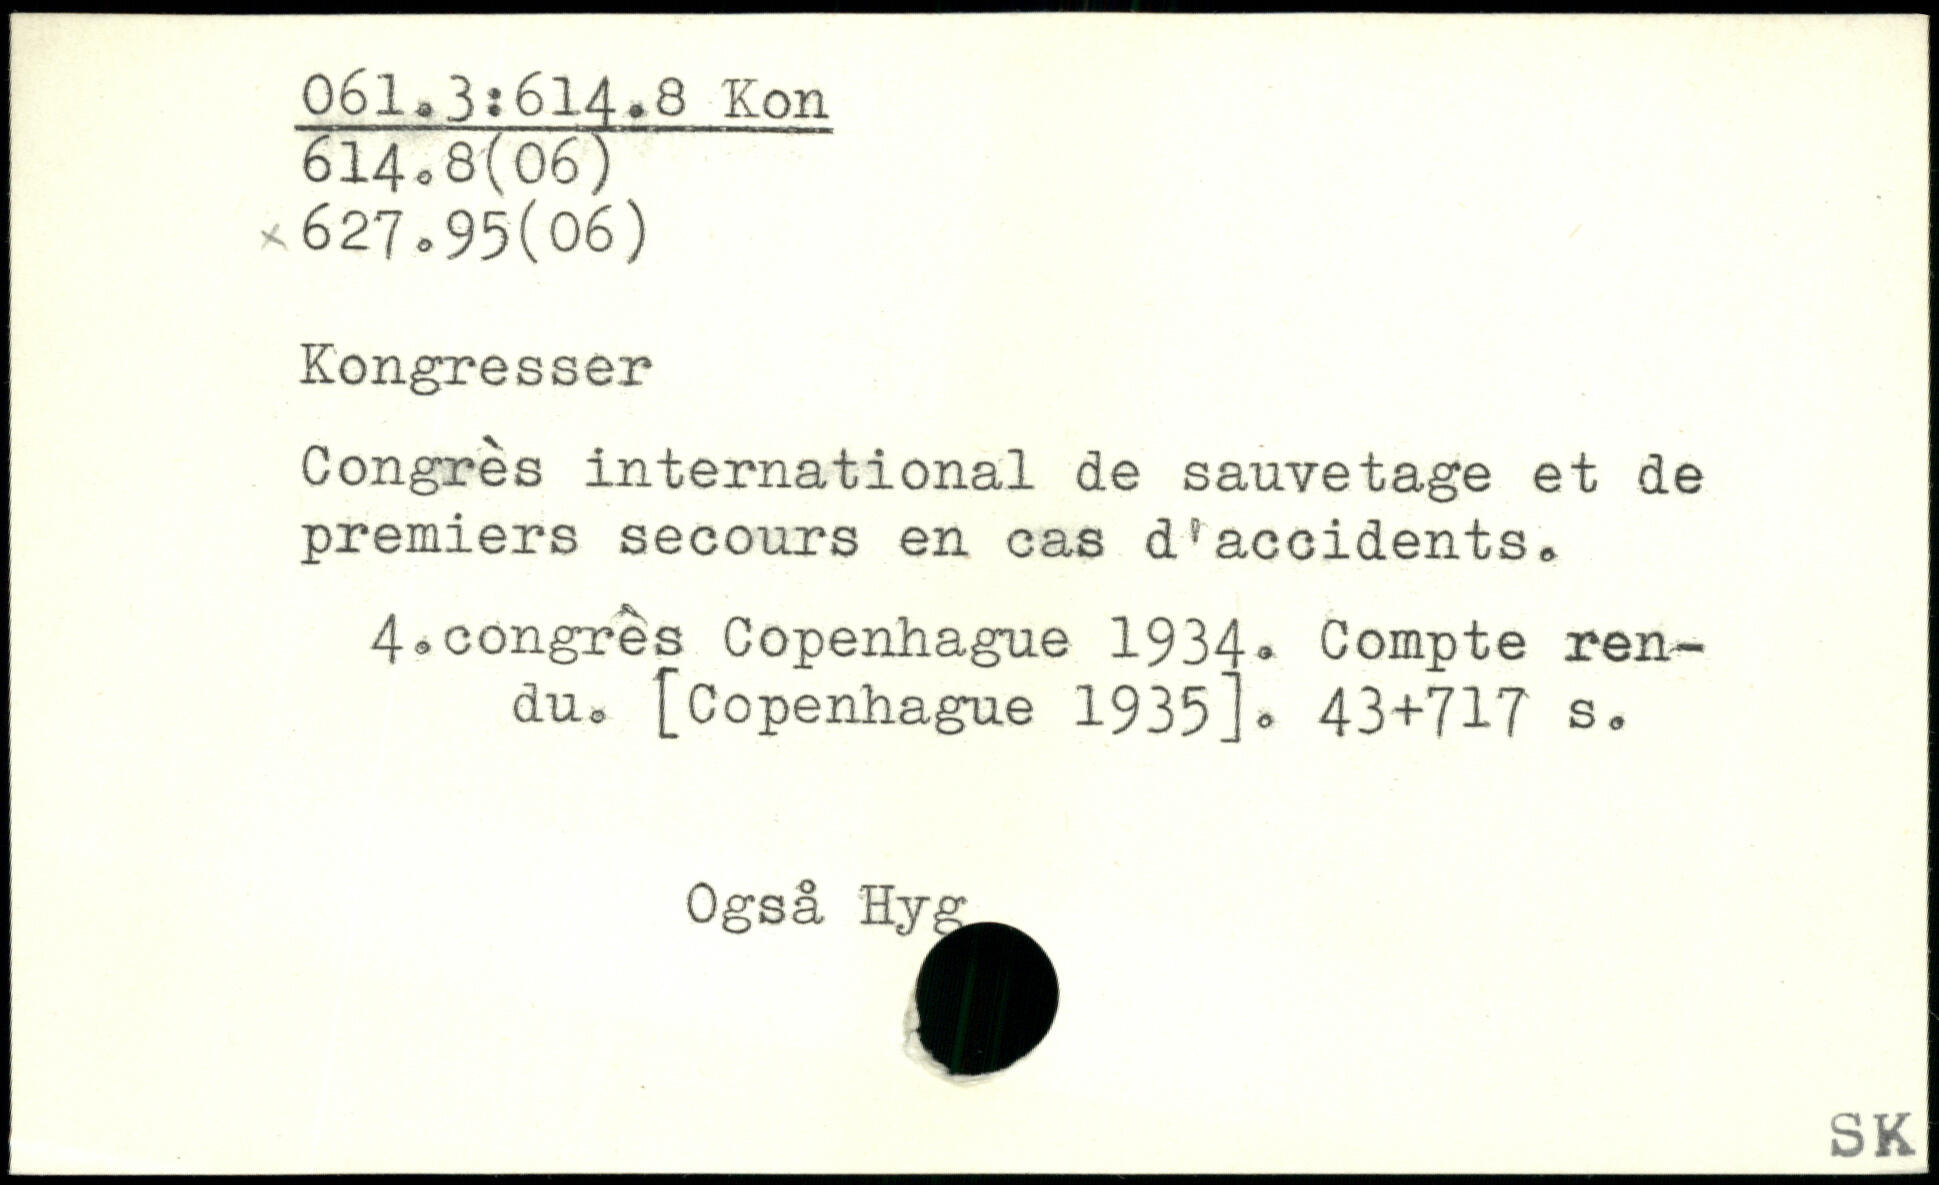 061.3:614.8 Kon
614.8(06)
× 627.95(06)
Kongresser
Congrès international de sauvetage et de
premiers secours en cas d'accidents.
4.congrès Copenhague 1934. Compte ren-
du. [Copenhague 1935]. 43+717 s.
Også Hyg
SK